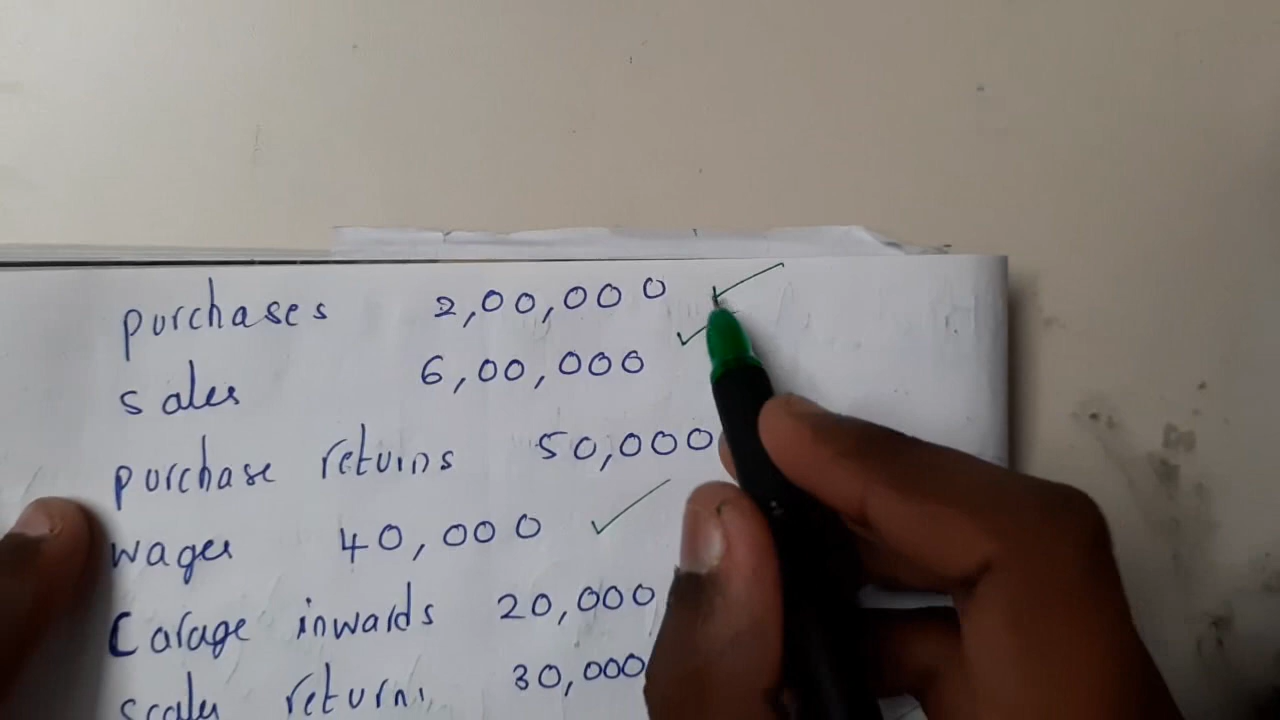 purchases 2,00,000
sales 6,00,000
purchase returns 50,000
wages 40,000
Carage inwards 20,000
scales returns 30,000